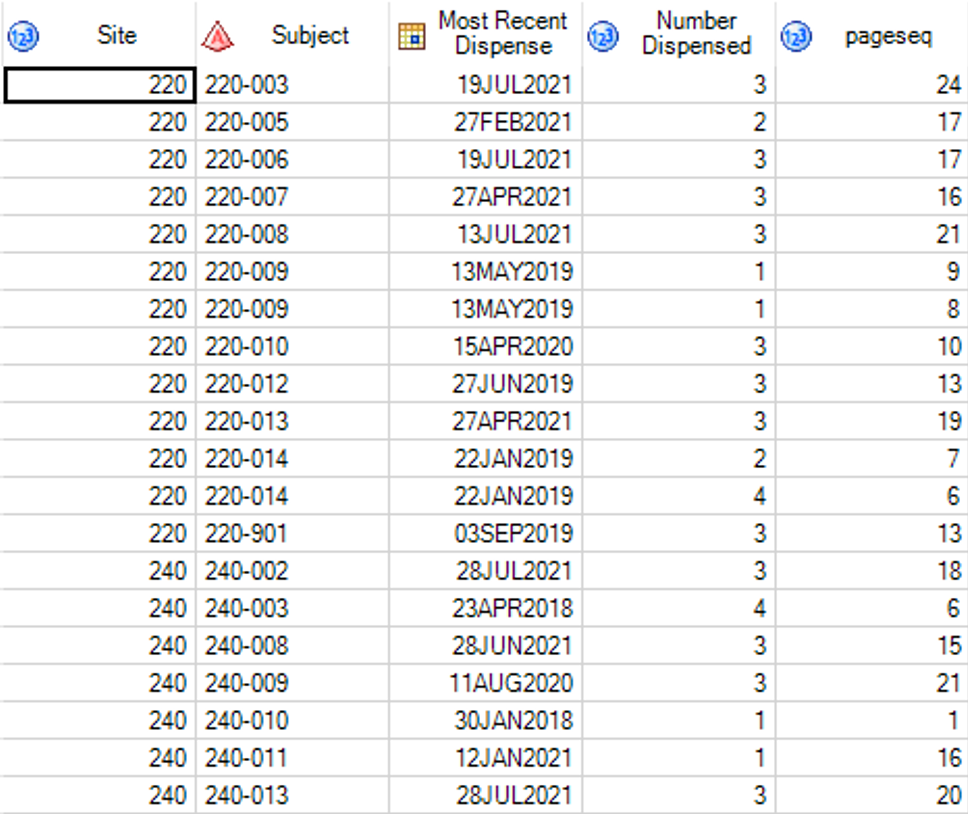 123 Site A Subject Most Recent Dispense 123 Number Dispensed 123 pageseq
220 220-003 19JUL2021 3 24
220 220-005 27FEB2021 2 17
220 220-006 19JUL2021 3 17
220 220-007 27APR2021 3 16
220 220-008 13JUL2021 3 21
220 220-009 13MAY2019 1 9
220 220-009 13MAY2019 1 8
220 220-010 15APR2020 3 10
220 220-012 27JUN2019 3 13
220 220-013 27APR2021 3 19
220 220-014 22JAN2019 2 7
220 220-014 22JAN2019 4 6
220 220-901 03SEP2019 3 13
240 240-002 28JUL2021 3 18
240 240-003 23APR2018 4 6
240 240-008 28JUN2021 3 15
240 240-009 11AUG2020 3 21
240 240-010 30JAN2018 1 1
240 240-011 12JAN2021 1 16
240 240-013 28JUL2021 3 20